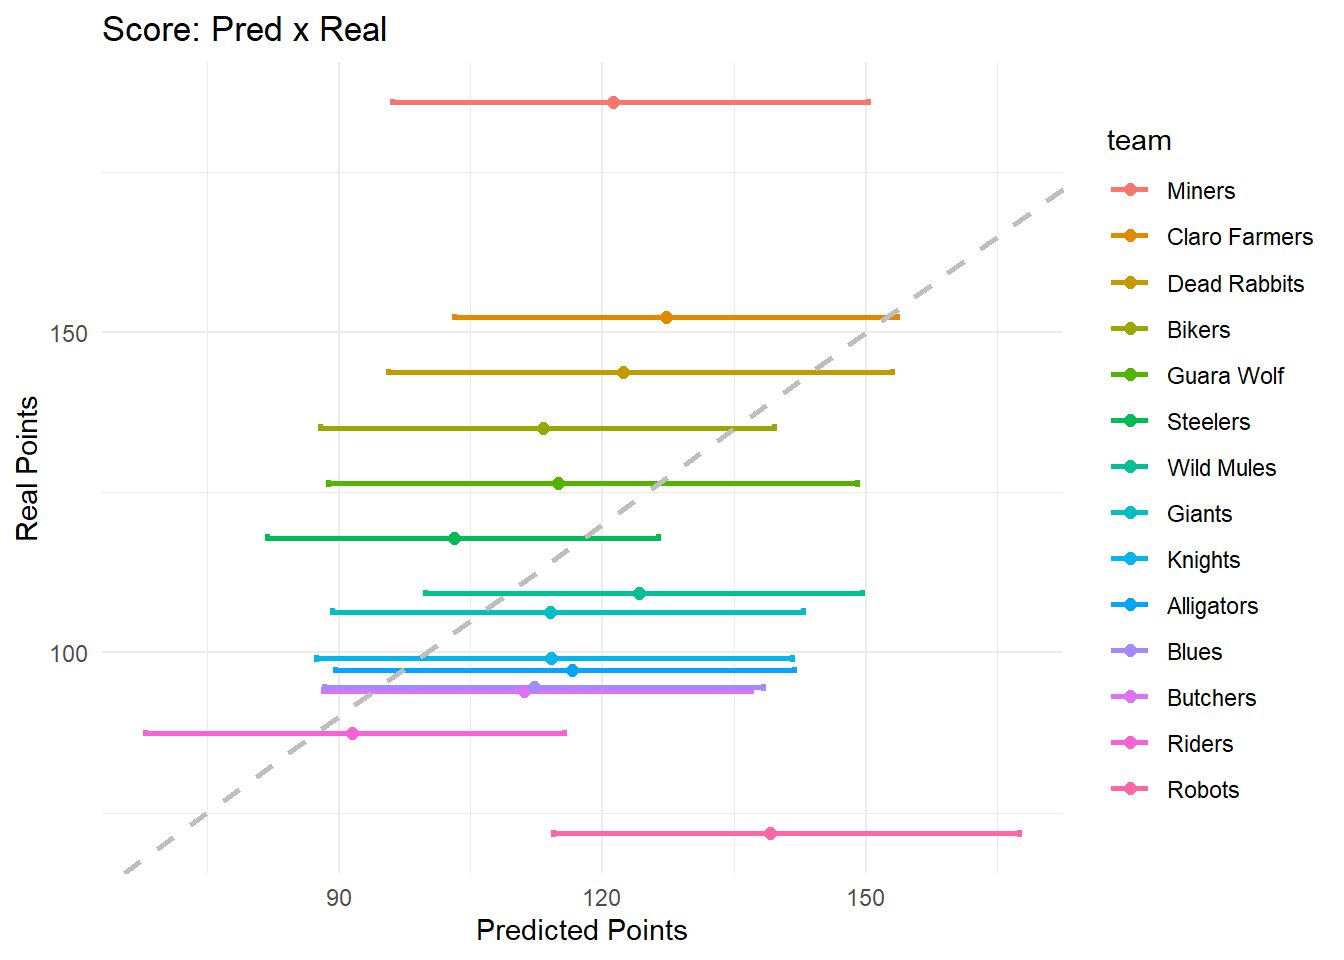 Score: Pred x Real
Real Points
150
100
90
120
150
Predicted Points
team
Miners
Claro Farmers
Dead Rabbits
Bikers
Guara Wolf
Steelers
Wild Mules
Giants
Knights
Alligators
Blues
Butchers
Riders
Robots